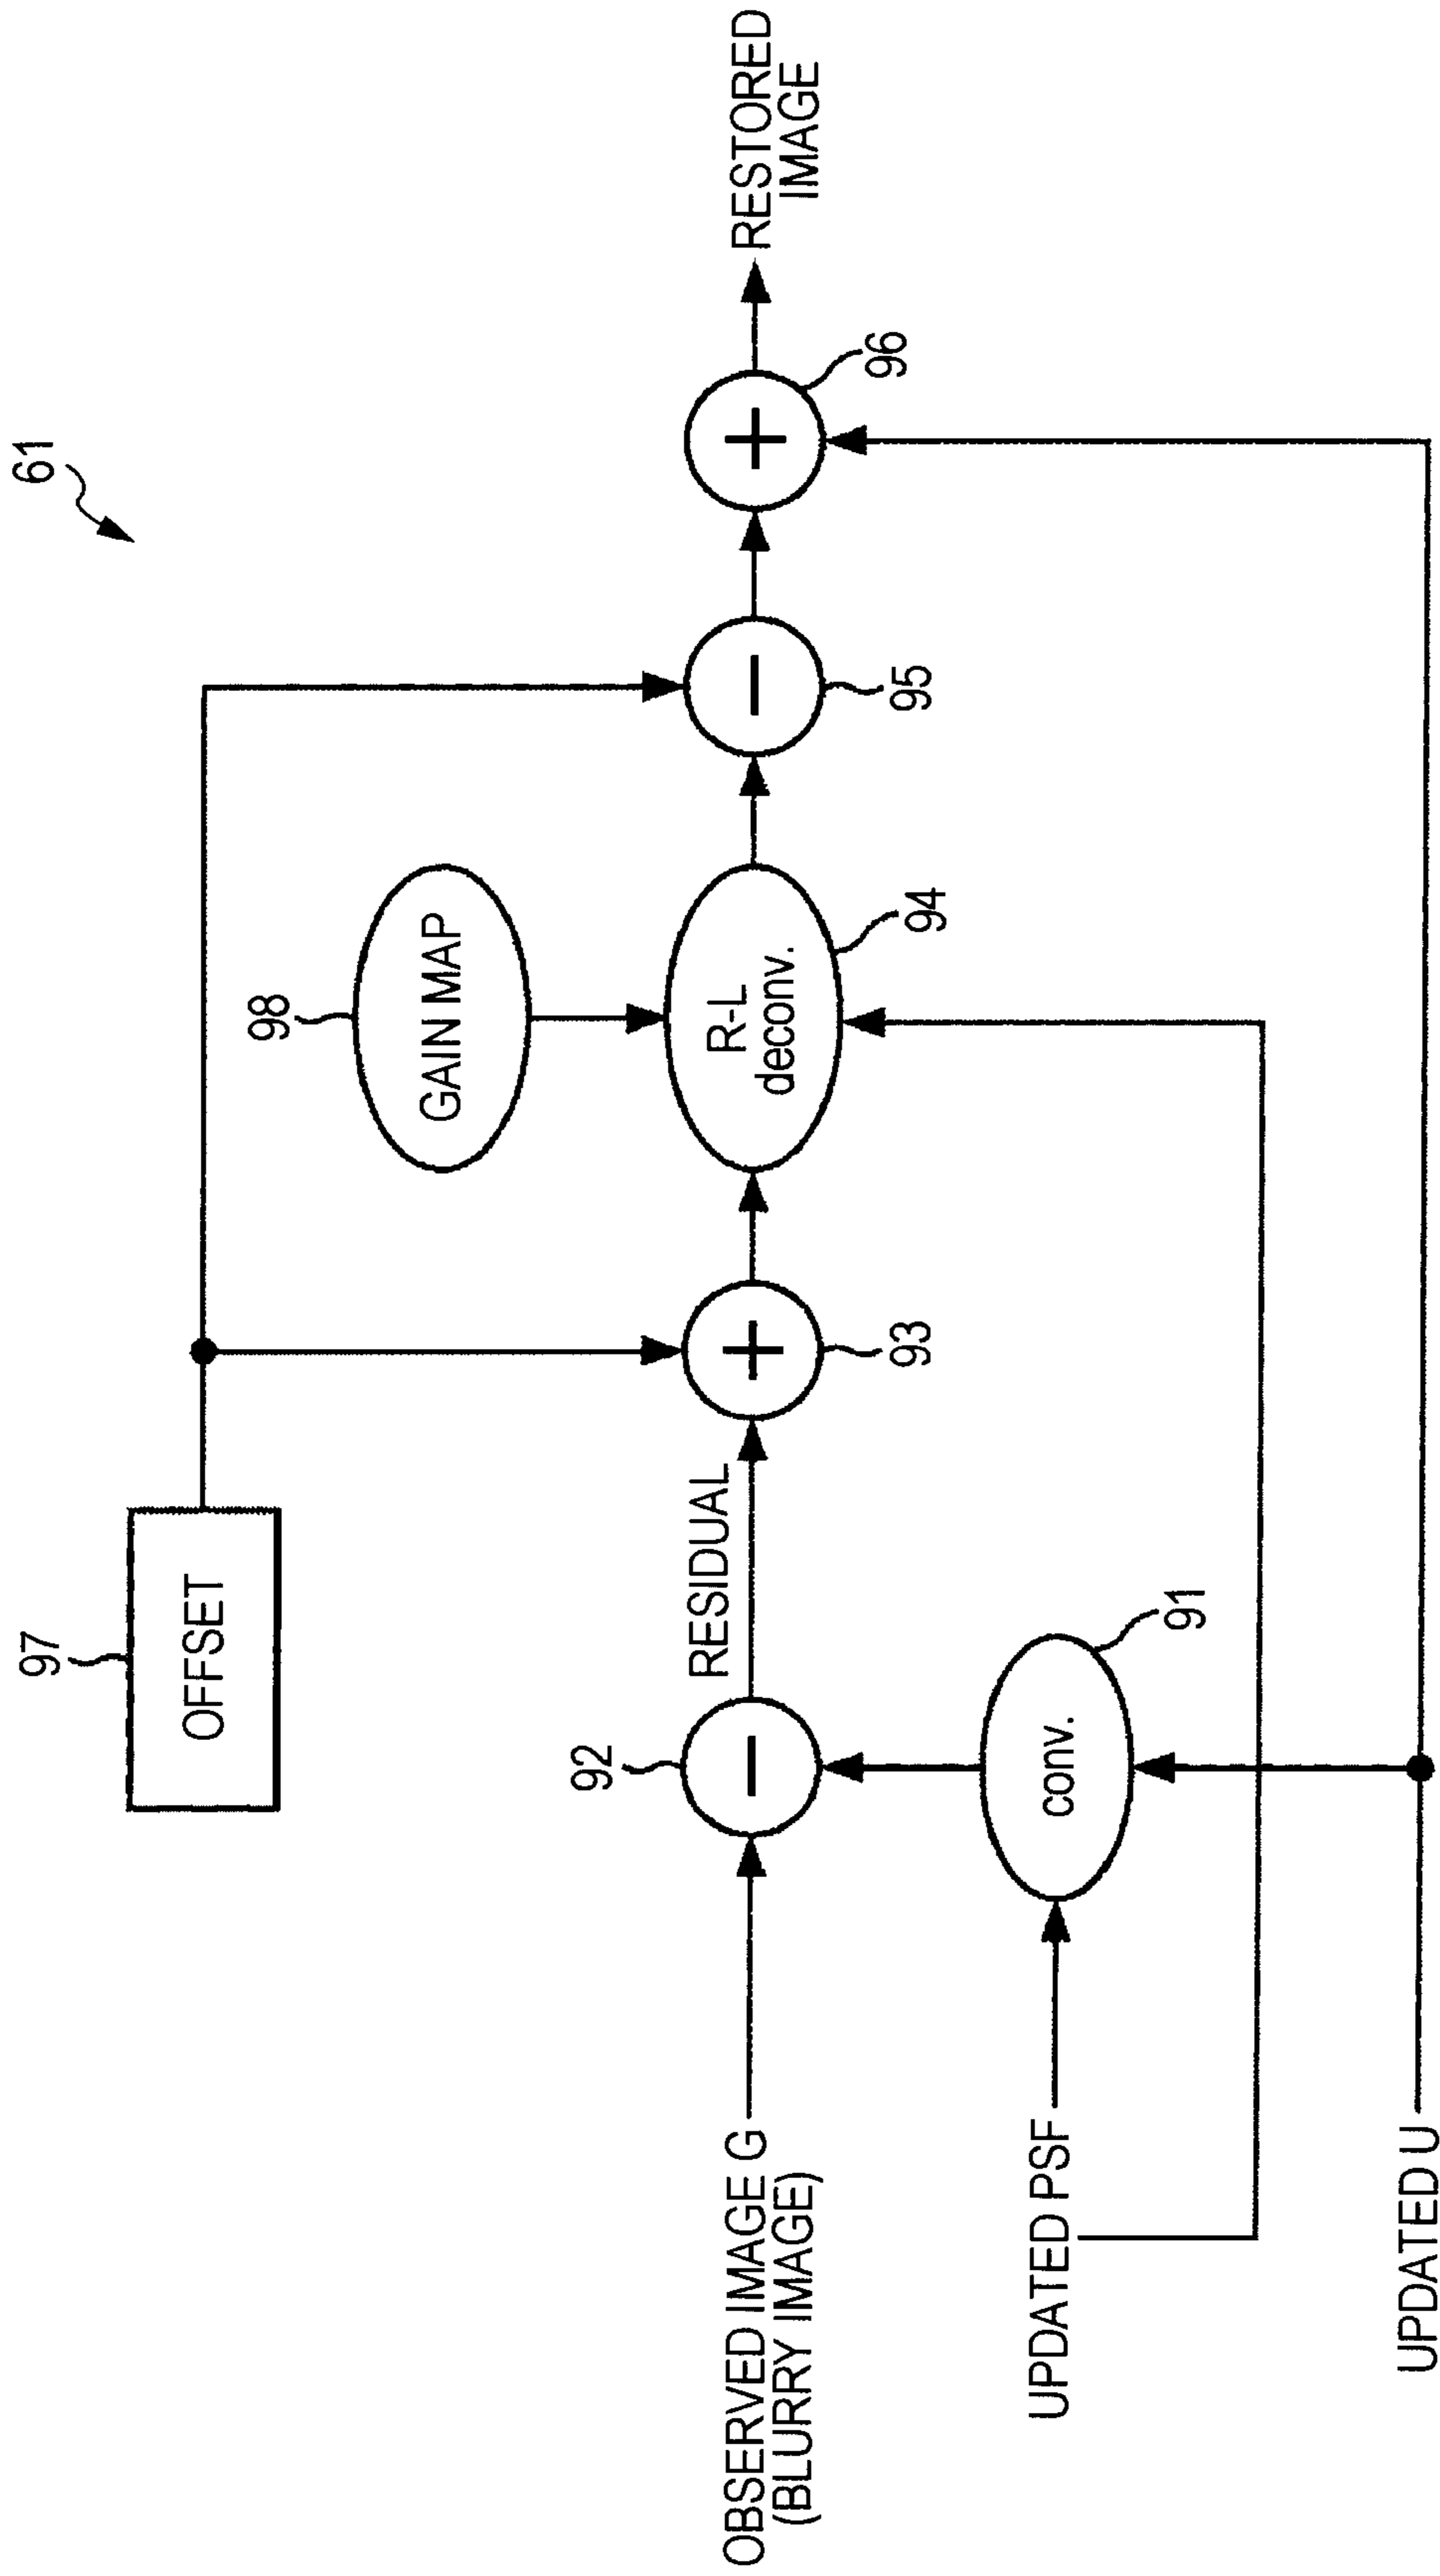 61
97
OFFSET
98
GAIN MAP
OBSERVED IMAGE G
(BLURRY IMAGE)
92
RESIDUAL
93
R-L
deconv.
94
95
96
RESTORED
IMAGE
UPDATED PSF
conv.
91
UPDATED U